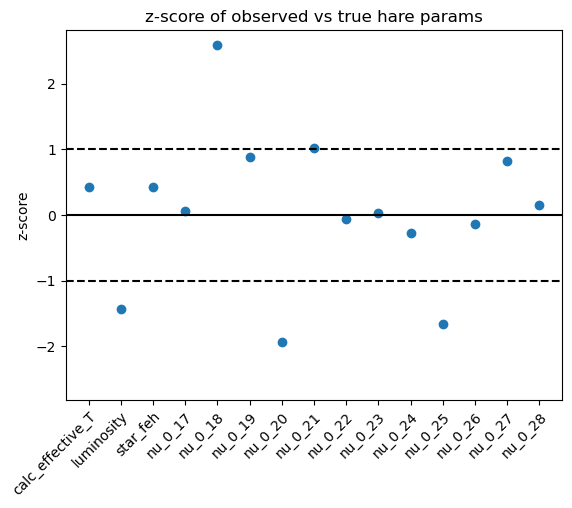 z-score of observed vs true hare params
z-score
2
1
0
−1
−2
calc_effective_T
luminosity
star_feh
nu_0_17
nu_0_18
nu_0_19
nu_0_20
nu_0_21
nu_0_22
nu_0_23
nu_0_24
nu_0_25
nu_0_26
nu_0_27
nu_0_28